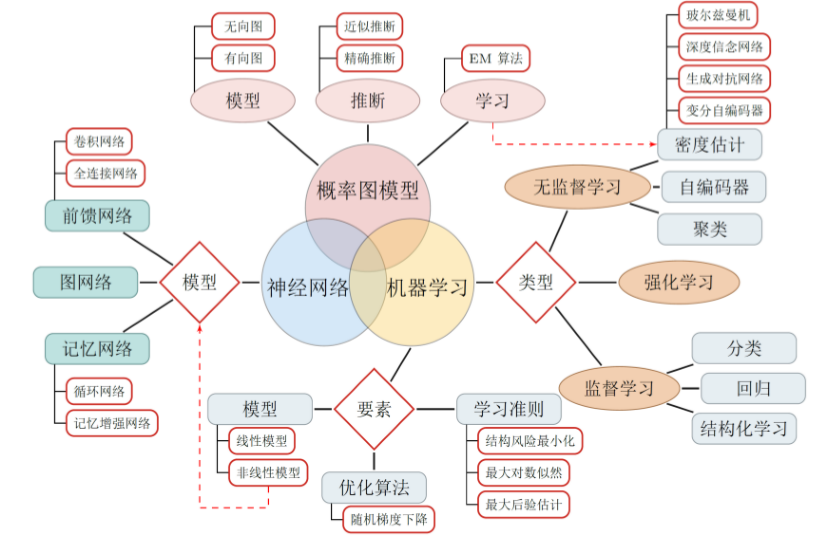 无向图
有向图
模型
近似推断
精确推断
推断
EM 算法
学习
玻尔兹曼机
深度信念网络
生成对抗网络
变分自编码器
密度估计
无监督学习
自编码器
聚类
卷积网络
全连接网络
前馈网络
图网络
记忆网络
循环网络
记忆增强网络
模型
概率图模型
神经网络
机器学习
类型
强化学习
监督学习
分类
回归
结构化学习
要素
模型
线性模型
非线性模型
优化算法
随机梯度下降
学习准则
结构风险最小化
最大对数似然
最大后验估计